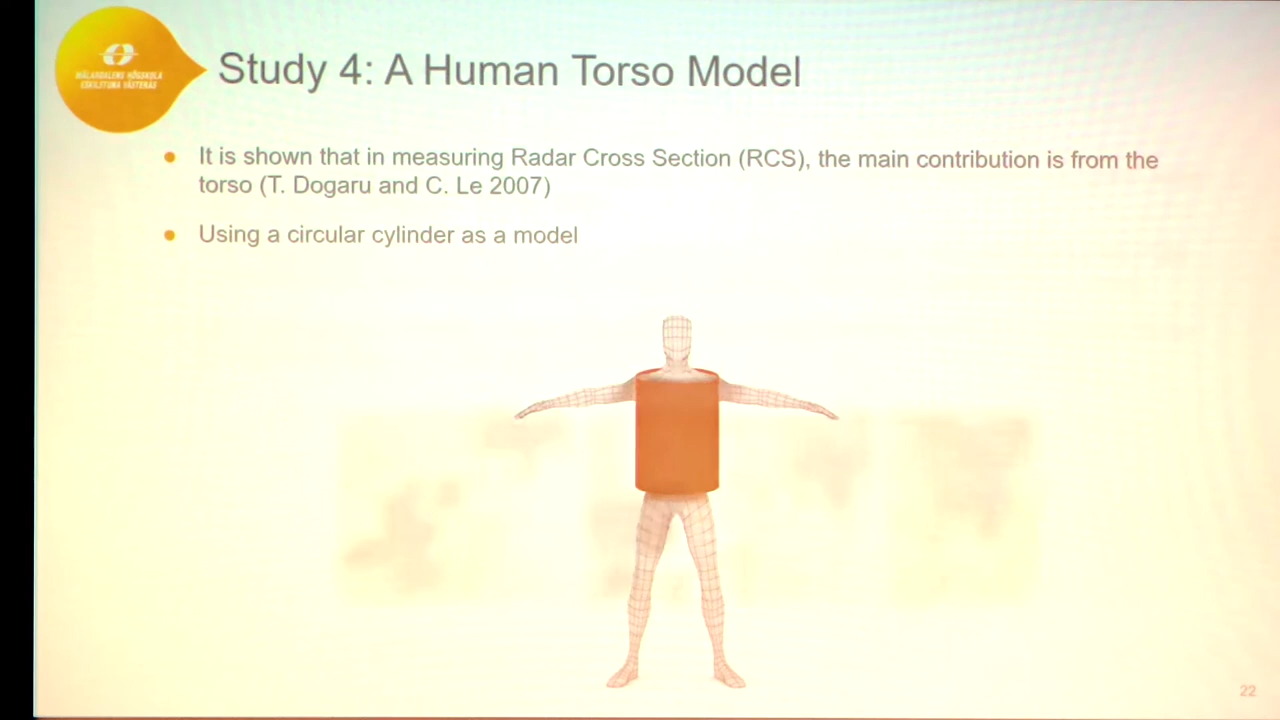 MÄLARDALENS HÖGSKOLA
ESKILSTUNA VÄSTERÅS
Study 4: A Human Torso Model
It is shown that in measuring Radar Cross Section (RCS), the main contribution is from the
torso (T. Dogaru and C. Le 2007)
Using a circular cylinder as a model
22